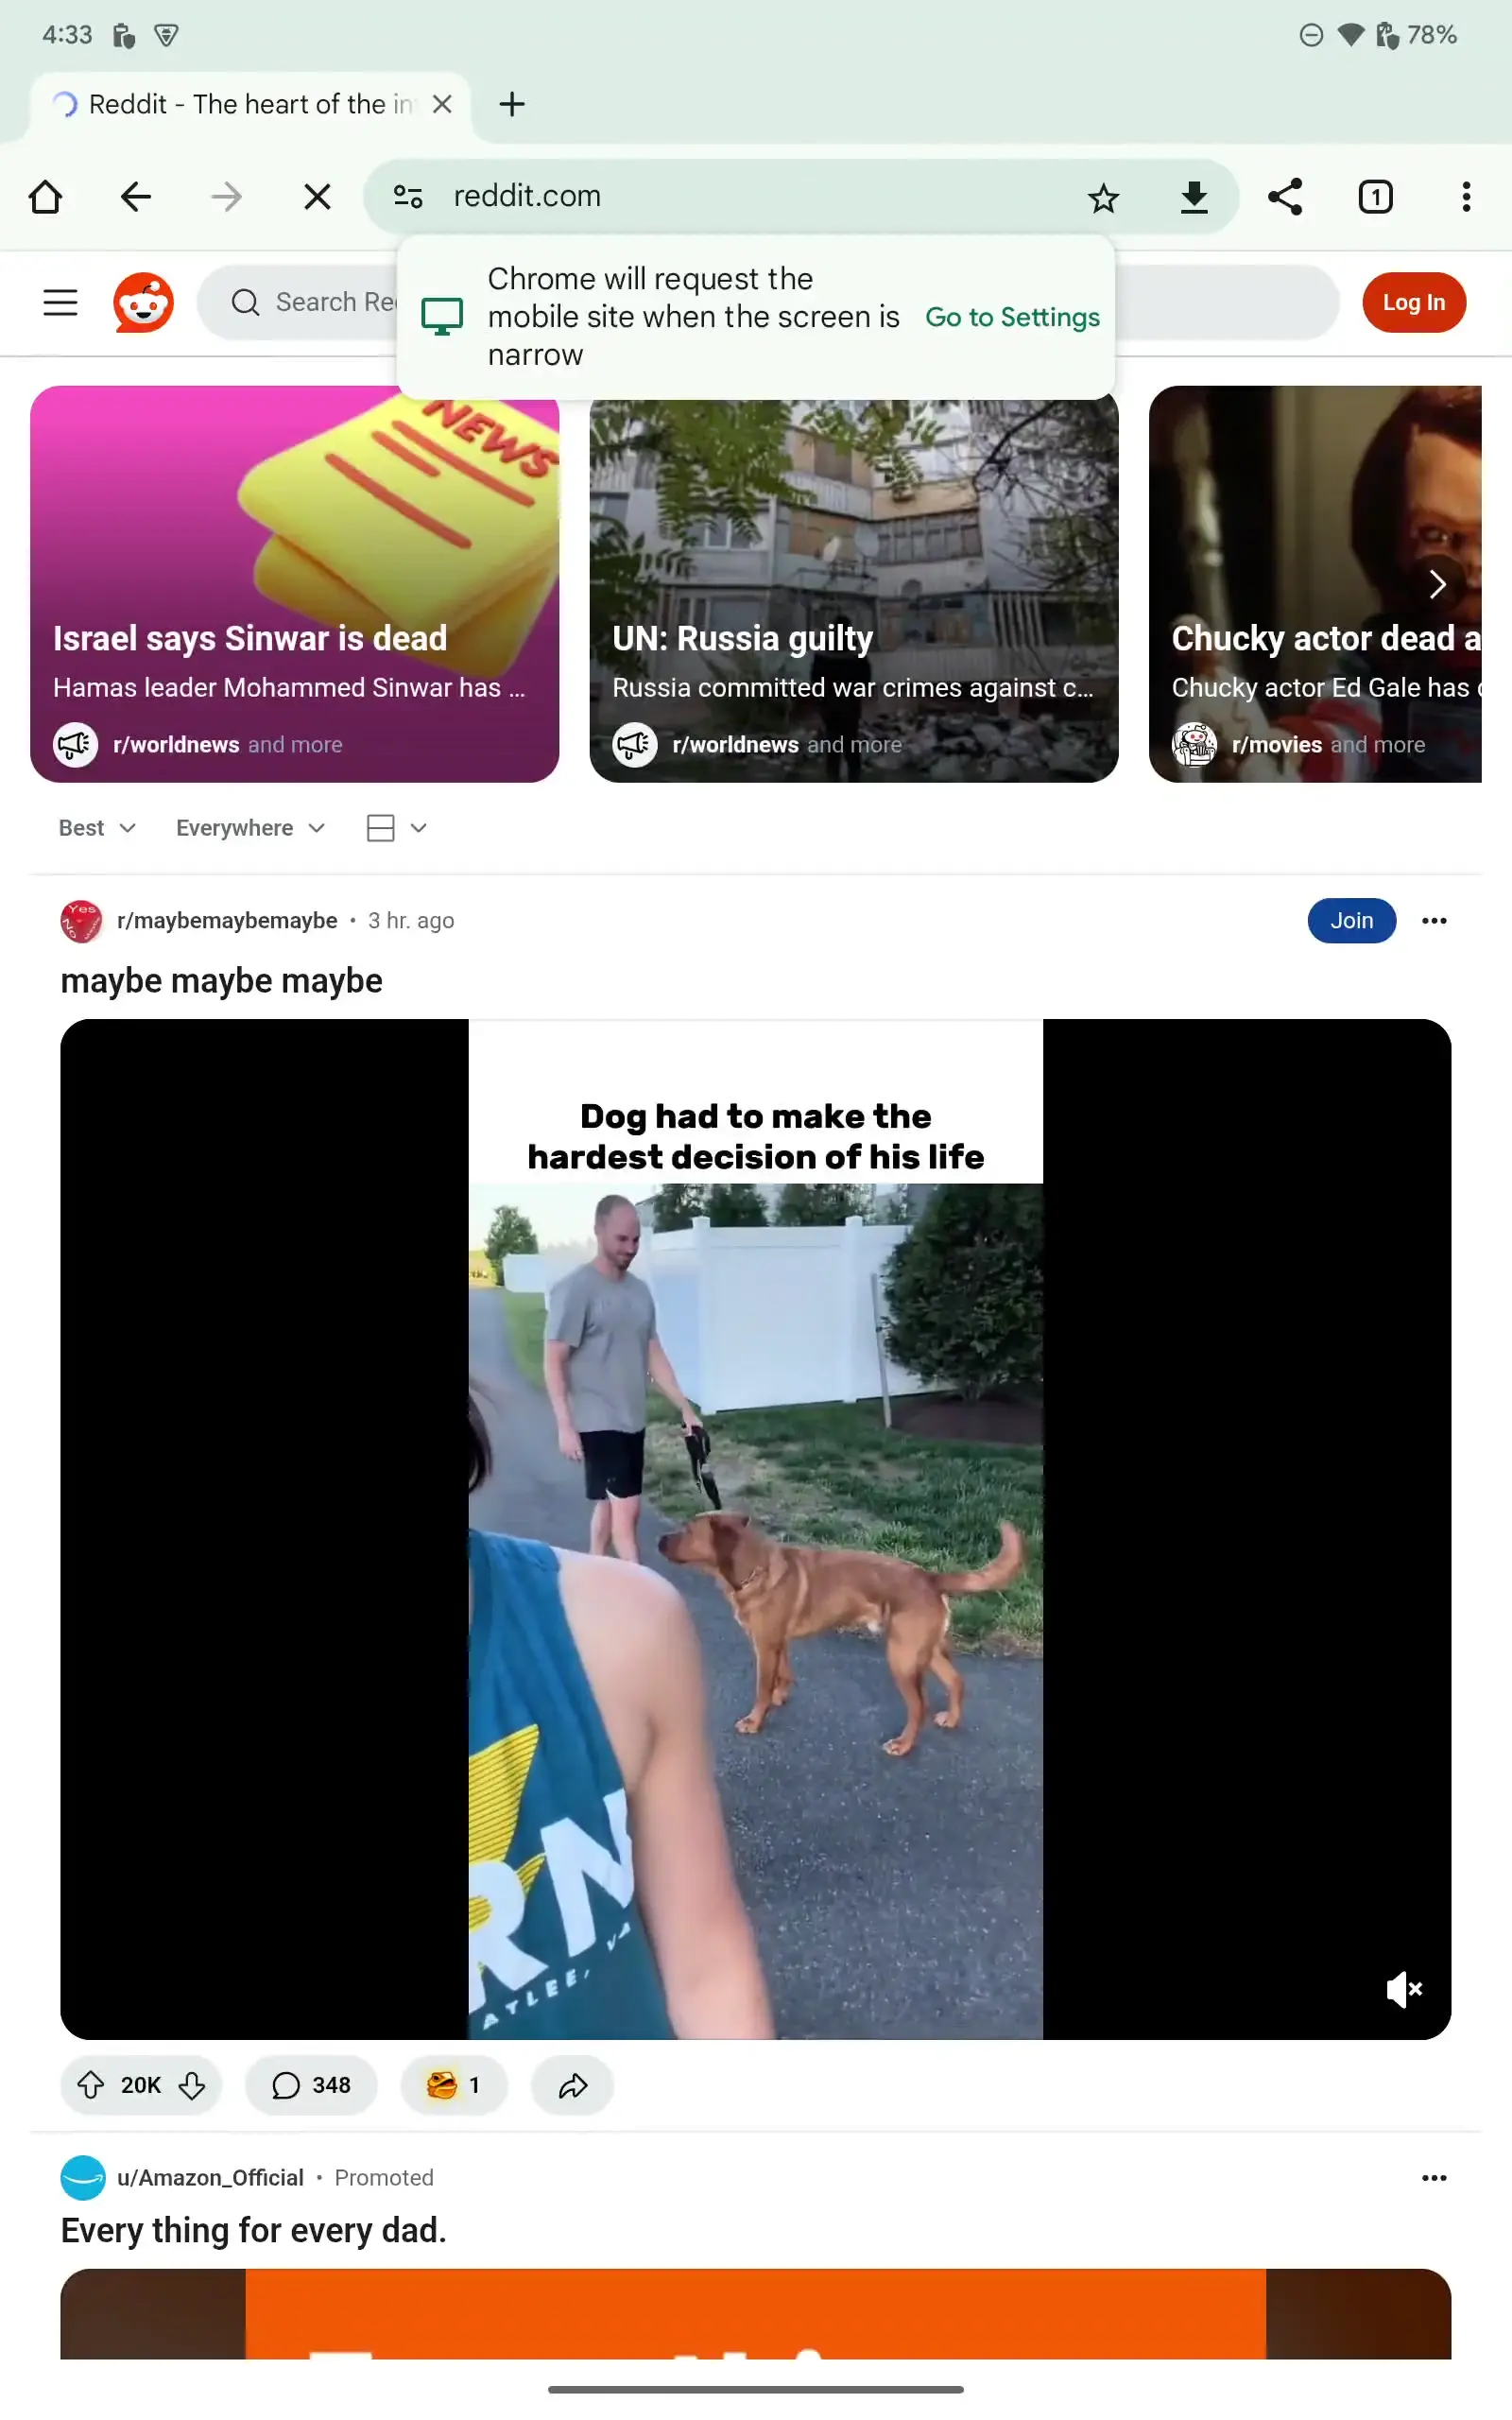 4:33
78%
Reddit - The heart of the in
reddit.com
1
Chrome will request the
mobile site when the screen is
narrow
Go to Settings
Search Re
Log In
NEWS
Israel says Sinwar is dead
Hamas leader Mohammed Sinwar has ...
r/worldnews and more
UN: Russia guilty
Russia committed war crimes against c...
r/worldnews and more
Chucky actor dead a
Chucky actor Ed Gale has
r/movies and more
Best
Everywhere
Yes
NO
r/maybemaybemaybe • 3 hr. ago
Join
maybe maybe maybe
Dog had to make the
hardest decision of his life
RN
ATLEE, VA
20K
348
1
u/Amazon_Official • Promoted
Every thing for every dad.